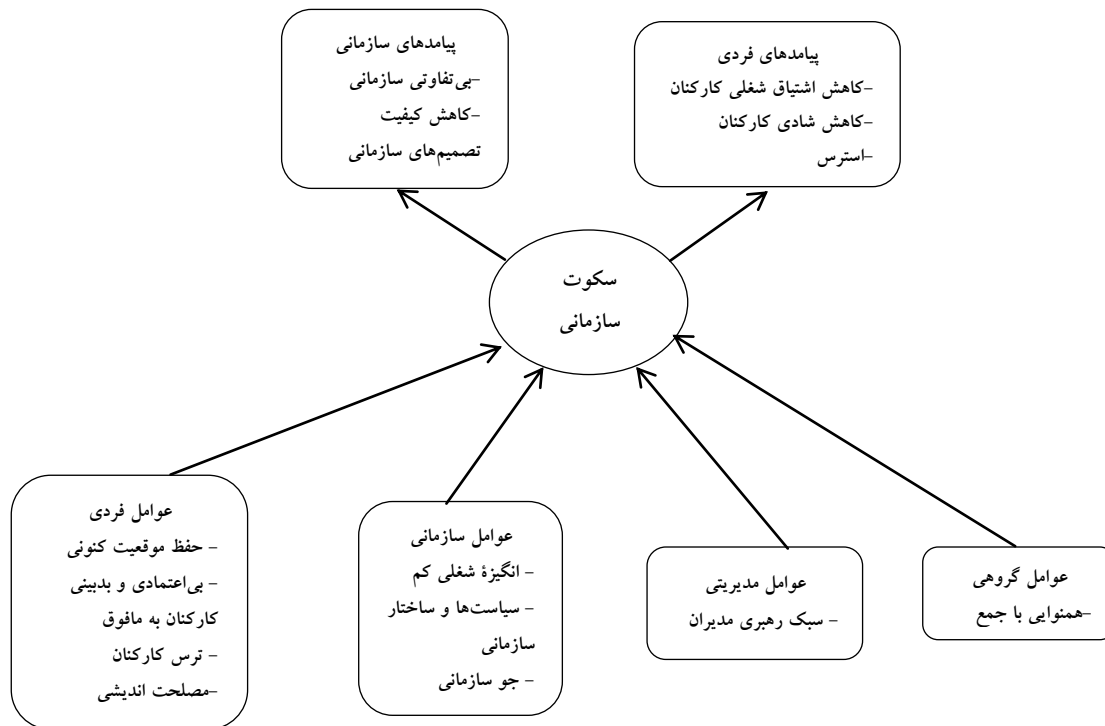 پیامدهای فردی
-کاهش اشتیاق شغلی کارکنان
-کاهش شادی کارکنان
-استرس
پیامدهای سازمانی
-بی‌تفاوتی سازمانی
-کاهش کیفیت
تصمیم‌های سازمانی
سکوت
سازمانی
عوامل گروهی
-همنوایی با جمع
عوامل مدیریتی
- سبک رهبری مدیران
عوامل سازمانی
- انگیزۀ شغلی کم
- سیاست‌ها و ساختار
سازمانی
- جو سازمانی
عوامل فردی
- حفظ موقعیت کنونی
- بی‌اعتمادی و بدبینی
کارکنان به مافوق
- ترس کارکنان
-مصلحت اندیشی